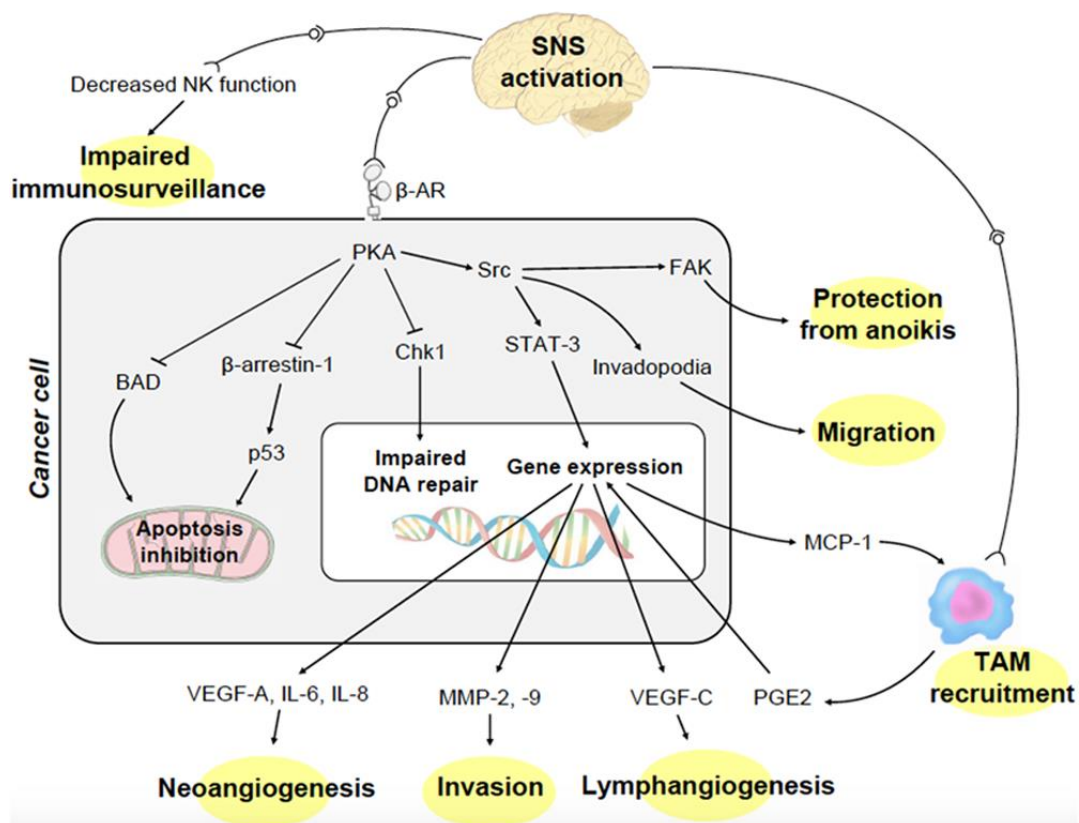 SNS
activation
Decreased NK function
Impaired
immunosurveillance
β-AR
Cancer cell
PKA
Src
FAK
Protection
from anoikis
BAD
β-arrestin-1
Chk1
STAT-3
Invadopodia
p53
Migration
Impaired
DNA repair
Gene expression
Apoptosis
inhibition
MCP-1
TAM
recruitment
VEGF-A, IL-6, IL-8
MMP-2, -9
VEGF-C
PGE2
Neoangiogenesis
Invasion
Lymphangiogenesis